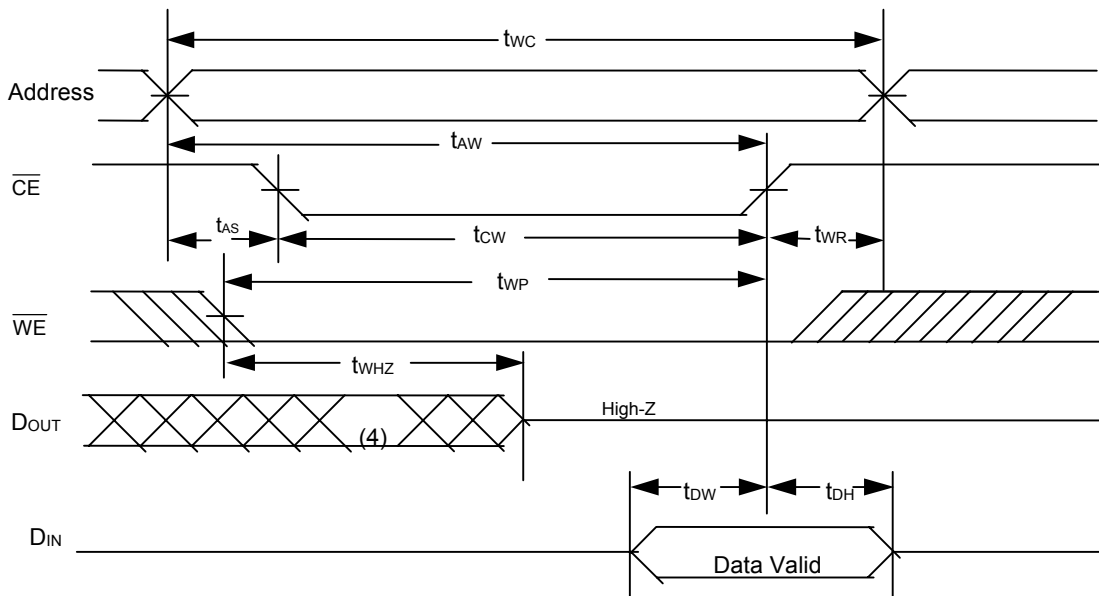 tWC
Address
tAW
CE
tAS
tCW
tWR
tWP
WE
tWHZ
DOUT
(4)
High-Z
tDW
tDH
DIN
Data Valid